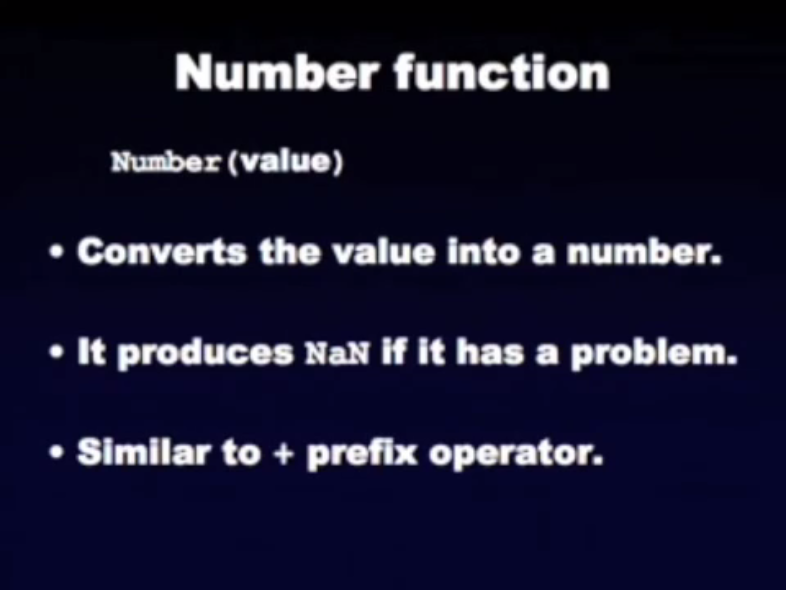 Number function
Number(value)
• Converts the value into a number.
• It produces NaN if it has a problem.
• Similar to + prefix operator.